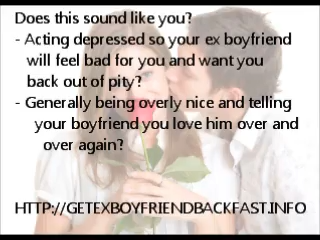 Does this sound like you?
- Acting depressed so your ex boyfriend
will feel bad for you and want you
back out of pity?
- Generally being overly nice and telling
your boyfriend you love him over and
over again?
HTTP://GETEXBOYFRIENDBACKFAST.INFO